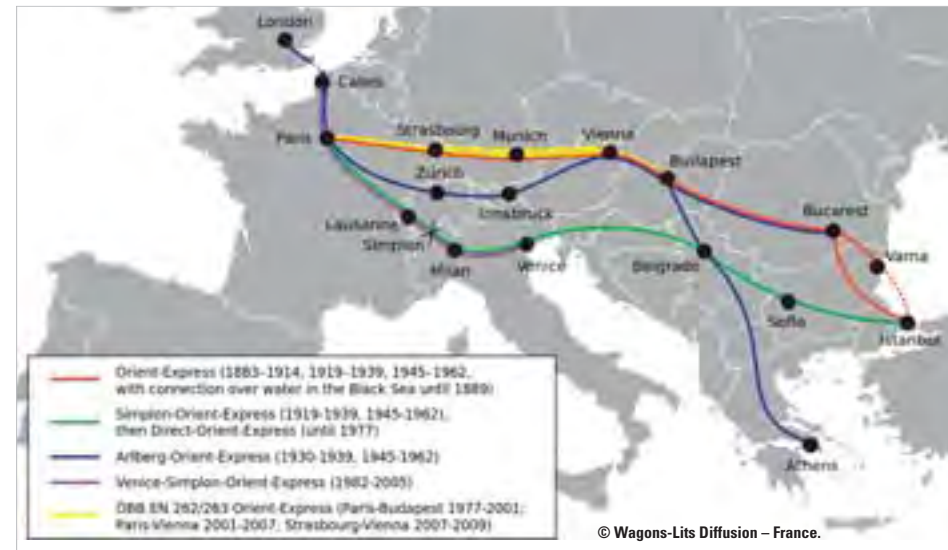 London
Calais
Paris
Strasbourg
Munich
Vienna
Zürich
Innsbruck
Budapest
Lausanne
Simplon
Milan
Venice
Belgrade
Bucarest
Varna
Sofia
Istanbul
Athens
Orient-Express (1883–1914, 1919–1939, 1945–1962,
with connection over water in the Black Sea until 1889)
Simplon-Orient-Express (1919-1939, 1945-1962),
then Direct-Orient-Express (until 1977)
Arlberg-Orient-Express (1930-1939, 1945-1962)
Venice-Simplon-Orient-Express (1982-2005)
ÖBB EN 262/263 Orient-Express (Paris-Budapest 1977-2001;
Paris-Vienna 2001-2007; Strasbourg-Vienna 2007-2009)
© Wagons-Lits Diffusion – France.